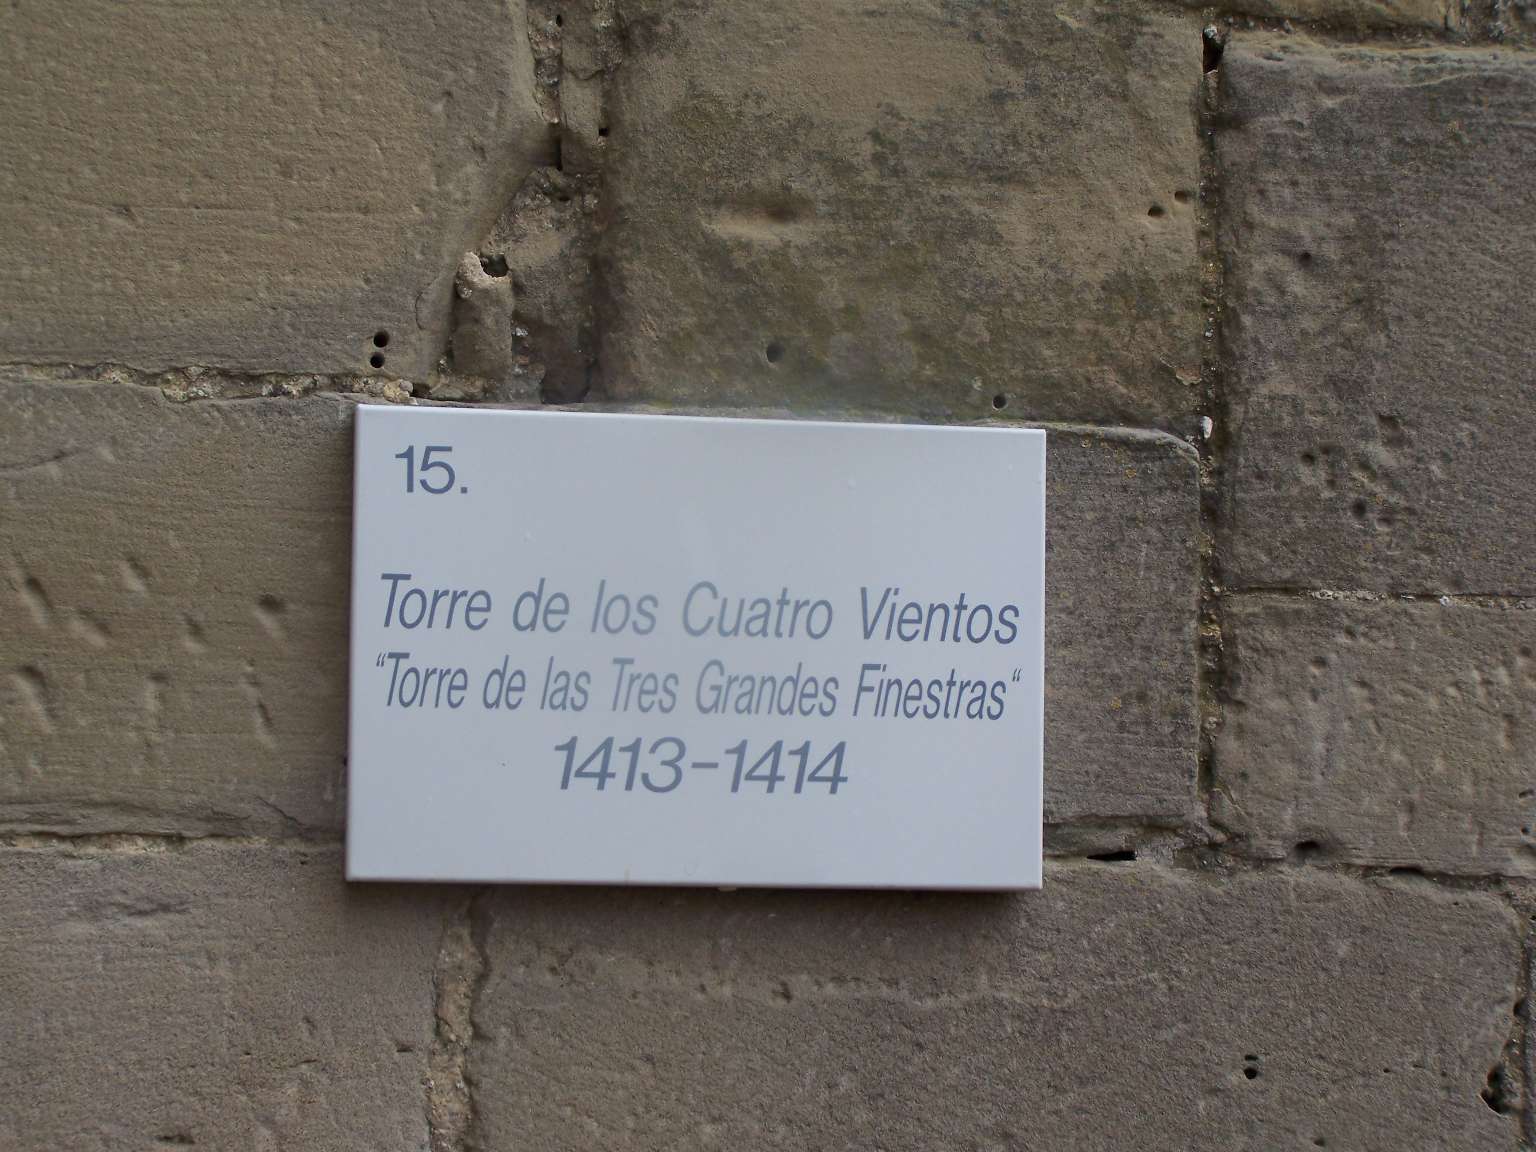 15.
Torre de los Cuatro Vientos
“Torre de las Tres Grandes Finestras“
1413-1414